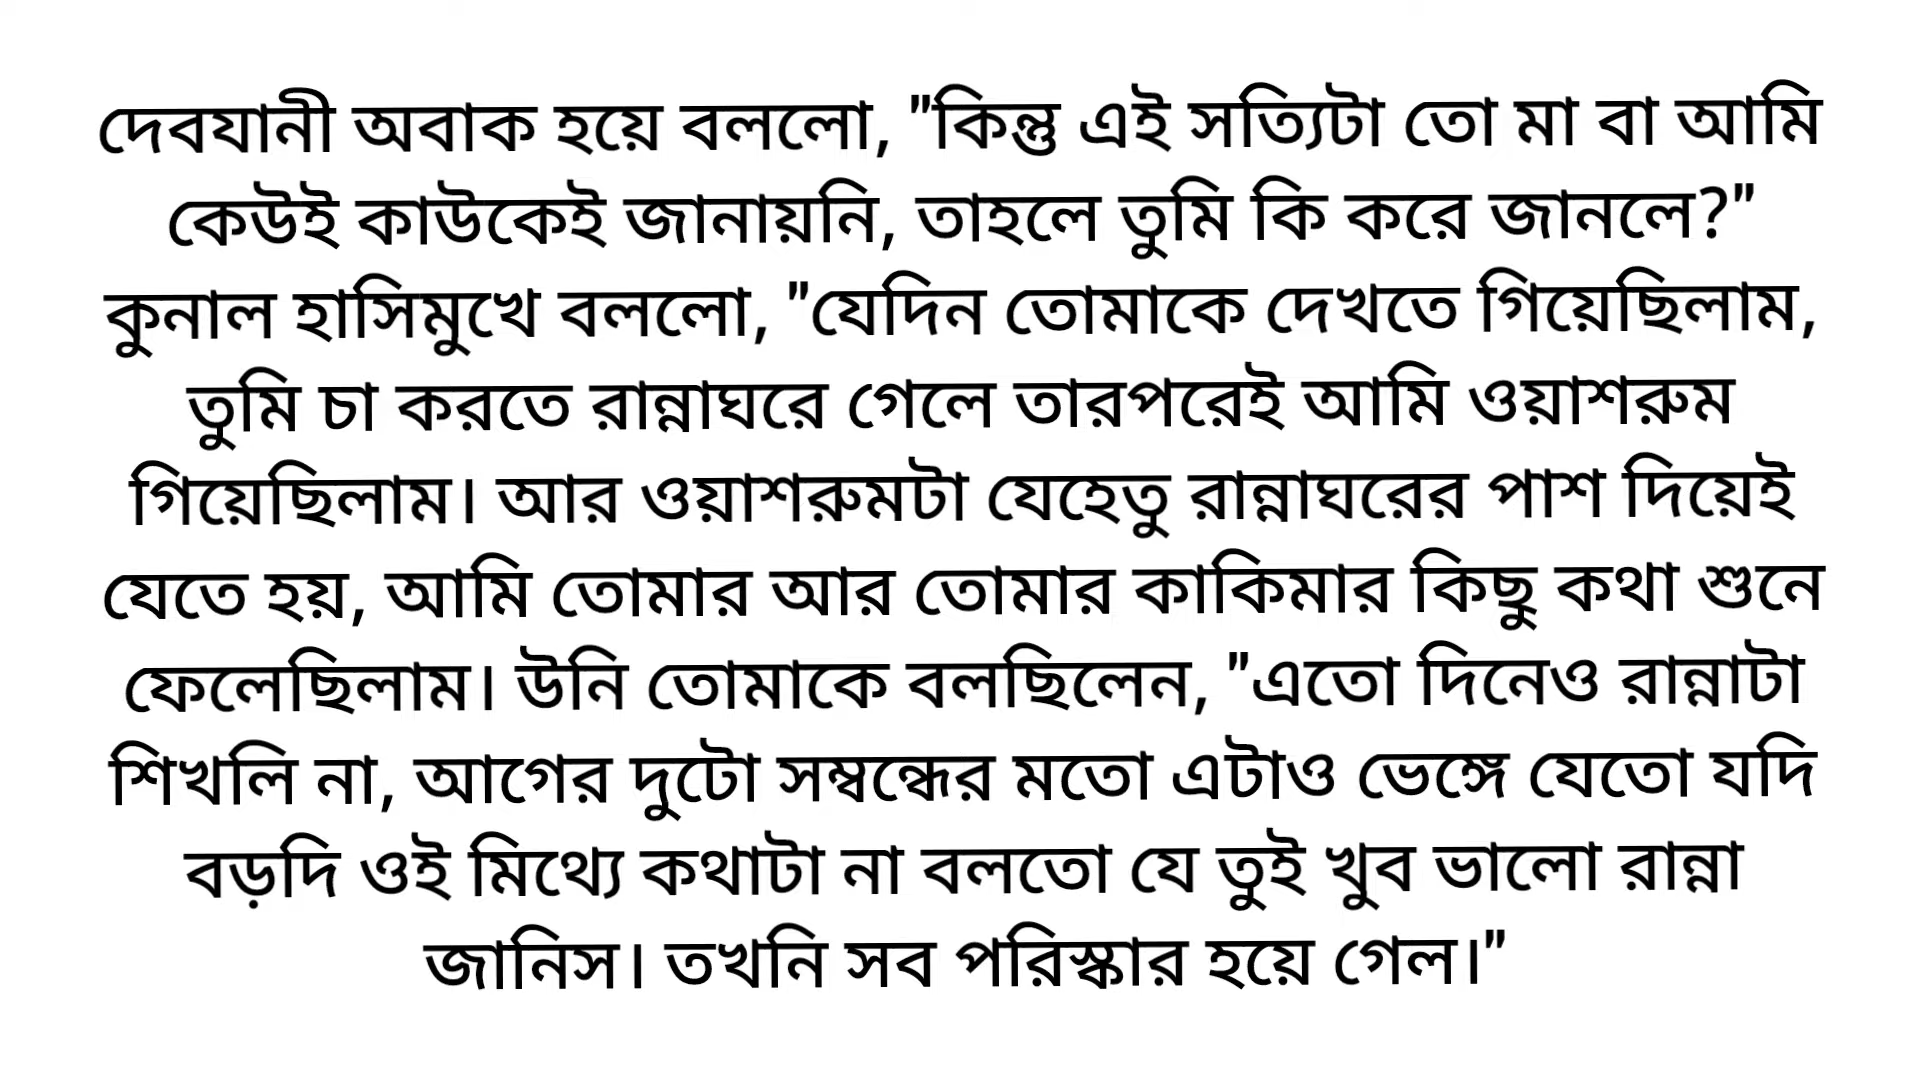 দেবযানী অবাক হয়ে বললো, "কিন্তু এই সত্যিটা তো মা বা আমি
কেউই কাউকেই জানায়নি, তাহলে তুমি কি করে জানলে?"
কুনাল হাসিমুখে বললো, "যেদিন তোমাকে দেখতে গিয়েছিলাম,
তুমি চা করতে রান্নাঘরে গেলে তারপরেই আমি ওয়াশরুম
গিয়েছিলাম। আর ওয়াশরুমটা যেহেতু রান্নাঘরের পাশ দিয়েই
যেতে হয়, আমি তোমার আর তোমার কাকিমার কিছু কথা শুনে
ফেলেছিলাম। উনি তোমাকে বলছিলেন, "এতো দিনেও রান্নাটা
শিখলি না, আগের দুটো সম্বন্ধের মতো এটাও ভেঙ্গে যেতো যদি
বড়দি ওই মিথ্যে কথাটা না বলতো যে তুই খুব ভালো রান্না
জানিস। তখনি সব পরিস্কার হয়ে গেল।"